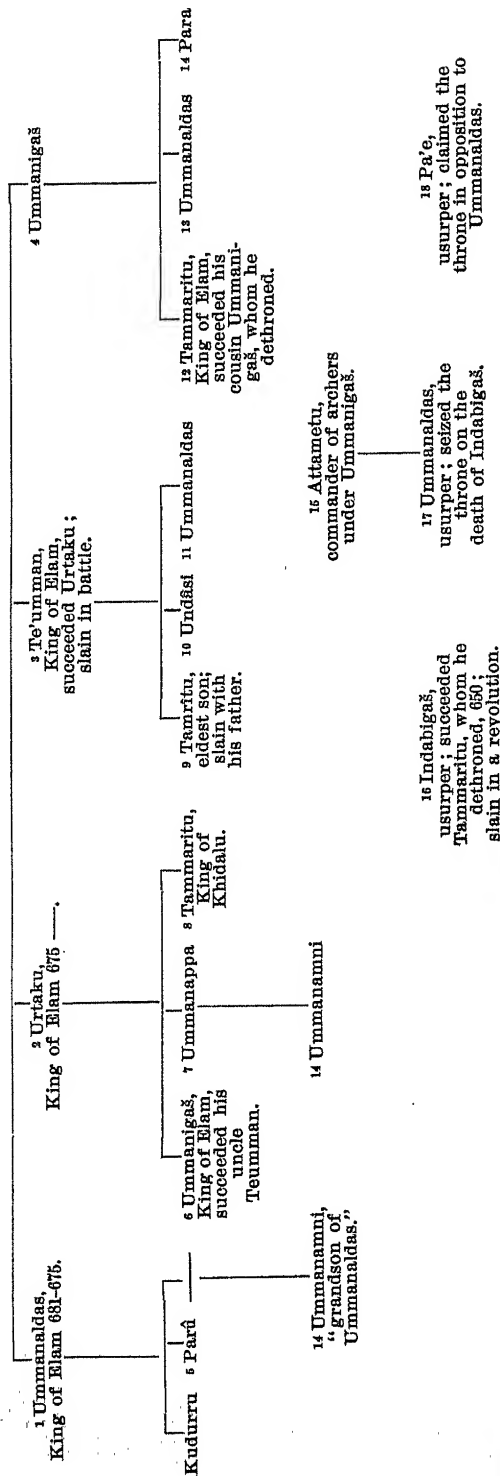 1 Ummanaldas,
King of Elam 681-675.
2 Urtaku,
King of Elam 675 —.
3 Te'umman,
King of Elam,
succeeded Urtaku;
slain in battle.
4 Ummanigaš
Kudurru
5 Parû
6 Ummanigaš,
King of Elam,
succeeded his
uncle
Teumman.
7 Ummanappa
8 Tammaritu,
King of
Khidalu.
9 Tamritu,
eldest son;
slain with
his father.
10 Undâsi
11 Ummanaldas
12 Tammaritu,
King of Elam,
succeeded his
cousin Ummani-
gaš, whom he
dethroned.
13 Ummanaldas
14 Para
14 Ummanamni,
"grandson of
Ummanaldas."
14 Ummanamni
15 Attametu,
commander of archers
under Ummanigaš.
16 Indabigaš,
usurper; succeeded
Tammaritu, whom he
dethroned, 650;
slain in a revolution.
17 Ummanaldas,
usurper; seized the
throne on the
death of Indabigaš.
18 Pa'e,
usurper; claimed the
throne in opposition to
Ummanaldas.